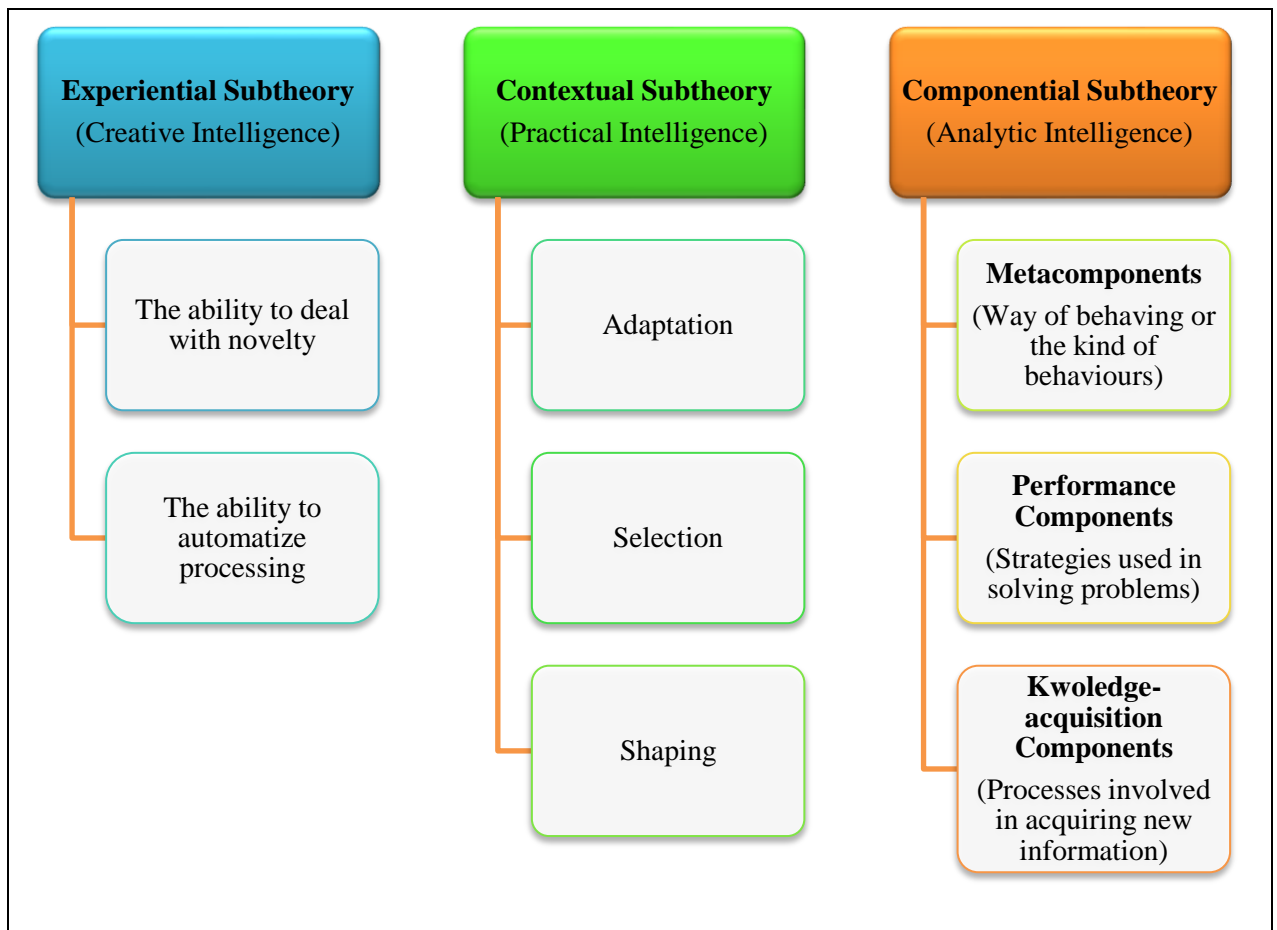 Experiential Subtheory
(Creative Intelligence)
The ability to deal
with novelty
The ability to
automatize
processing
Contextual Subtheory
(Practical Intelligence)
Adaptation
Selection
Shaping
Componential Subtheory
(Analytic Intelligence)
Metacomponents
(Way of behaving or
the kind of
behaviours)
Performance
Components
(Strategies used in
solving problems)
Kwoledge-
acquisition
Components
(Processes involved
in acquiring new
information)